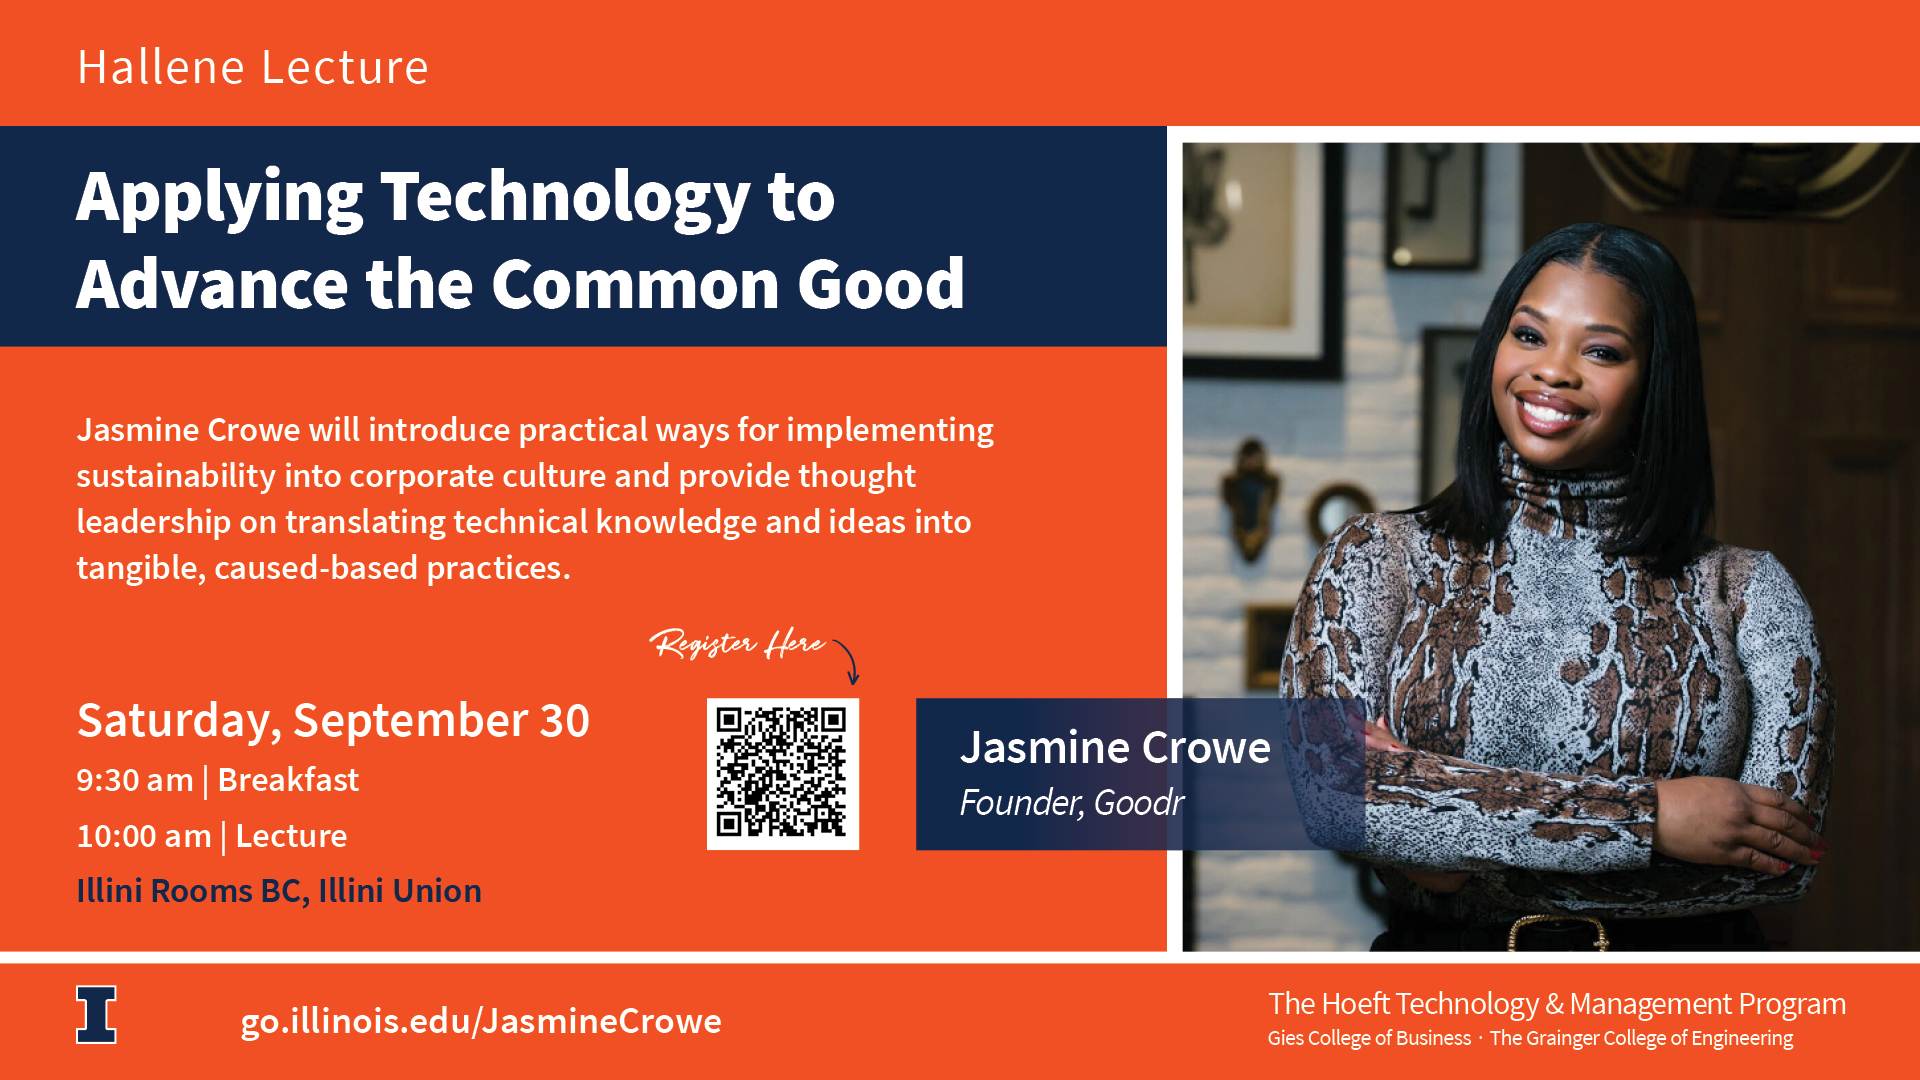 Hallene Lecture
Applying Technology to
Advance the Common Good
Jasmine Crowe will introduce practical ways for implementing
sustainability into corporate culture and provide thought
leadership on translating technical knowledge and ideas into
tangible, caused-based practices.
Register Here
Saturday, September 30
9:30 am | Breakfast
10:00 am | Lecture
Illini Rooms BC, Illini Union
Jasmine Crowe
Founder, Goodr
I
go.illinois.edu/JasmineCrowe
The Hoeft Technology & Management Program
Gies College of Business · The Grainger College of Engineering